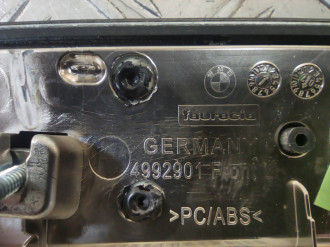 Faurecia
GERMANY
4992901
>PC/ABS<